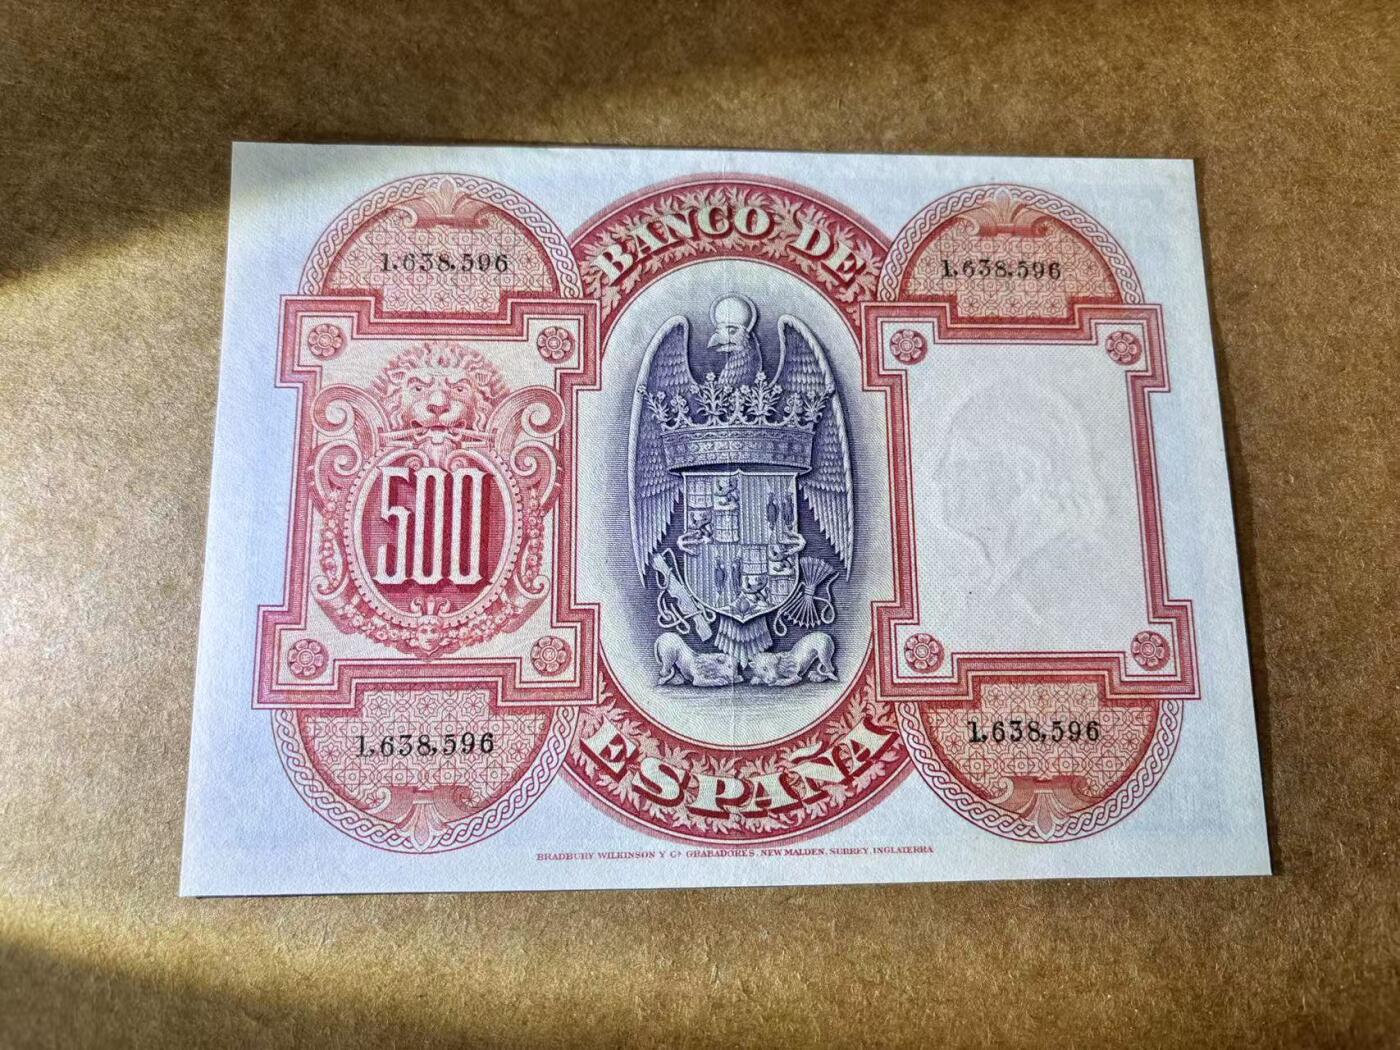 BANCO DE
1.638.596
1.638.596
500
1.638.596
1.638.596
ESPAÑA
BRADBURY WILKINSON Y Cª GRABADORES. NEW MALDEN. SURREY. INGLATERRA